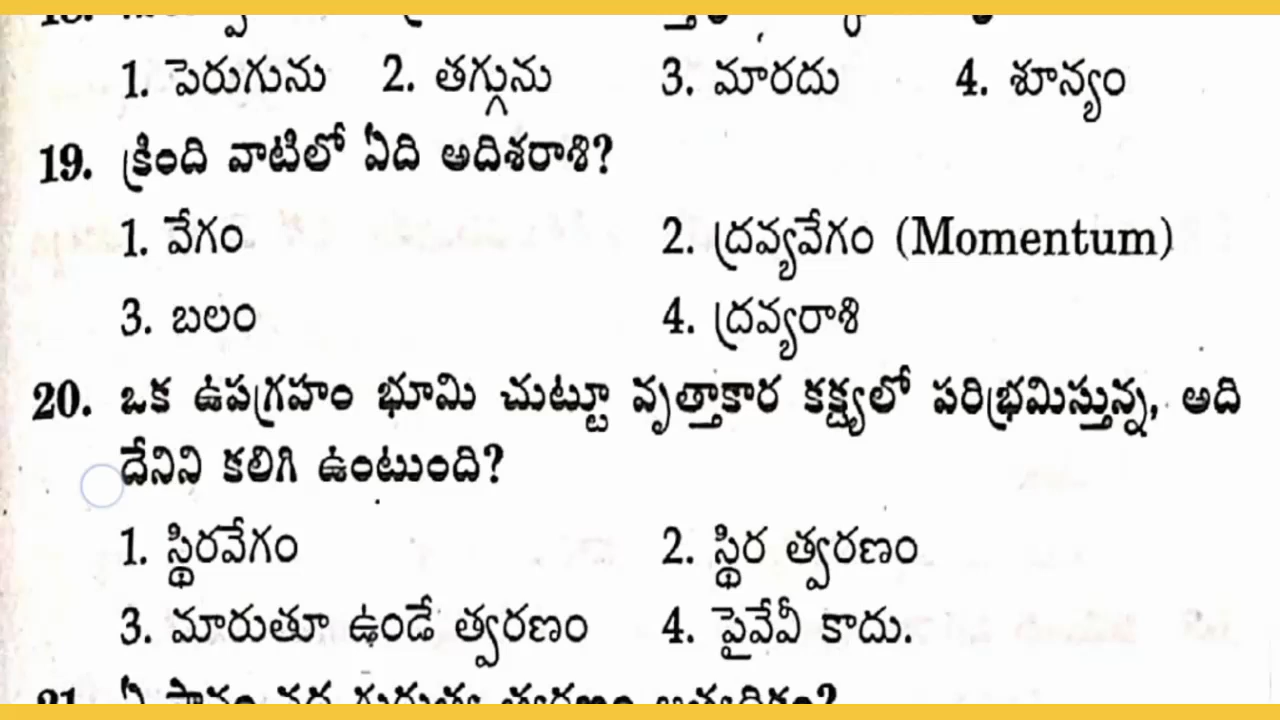 1. పెరుగును 2. తగ్గును 3. మారదు 4. శూన్యం
19. క్రింది వాటిలో ఏది అదిశరాశి?
1. వేగం 2. ద్రవ్యవేగం (Momentum)
3. బలం 4. ద్రవ్యరాశి
20. ఒక ఉపగ్రహం భూమి చుట్టూ వృత్తాకార కక్ష్యలో పరిభ్రమిస్తున్న, అది
దేనిని కలిగి ఉంటుంది?
1. స్థిరవేగం 2. స్థిర త్వరణం
3. మారుతూ ఉండే త్వరణం 4. పైవేవీ కాదు.